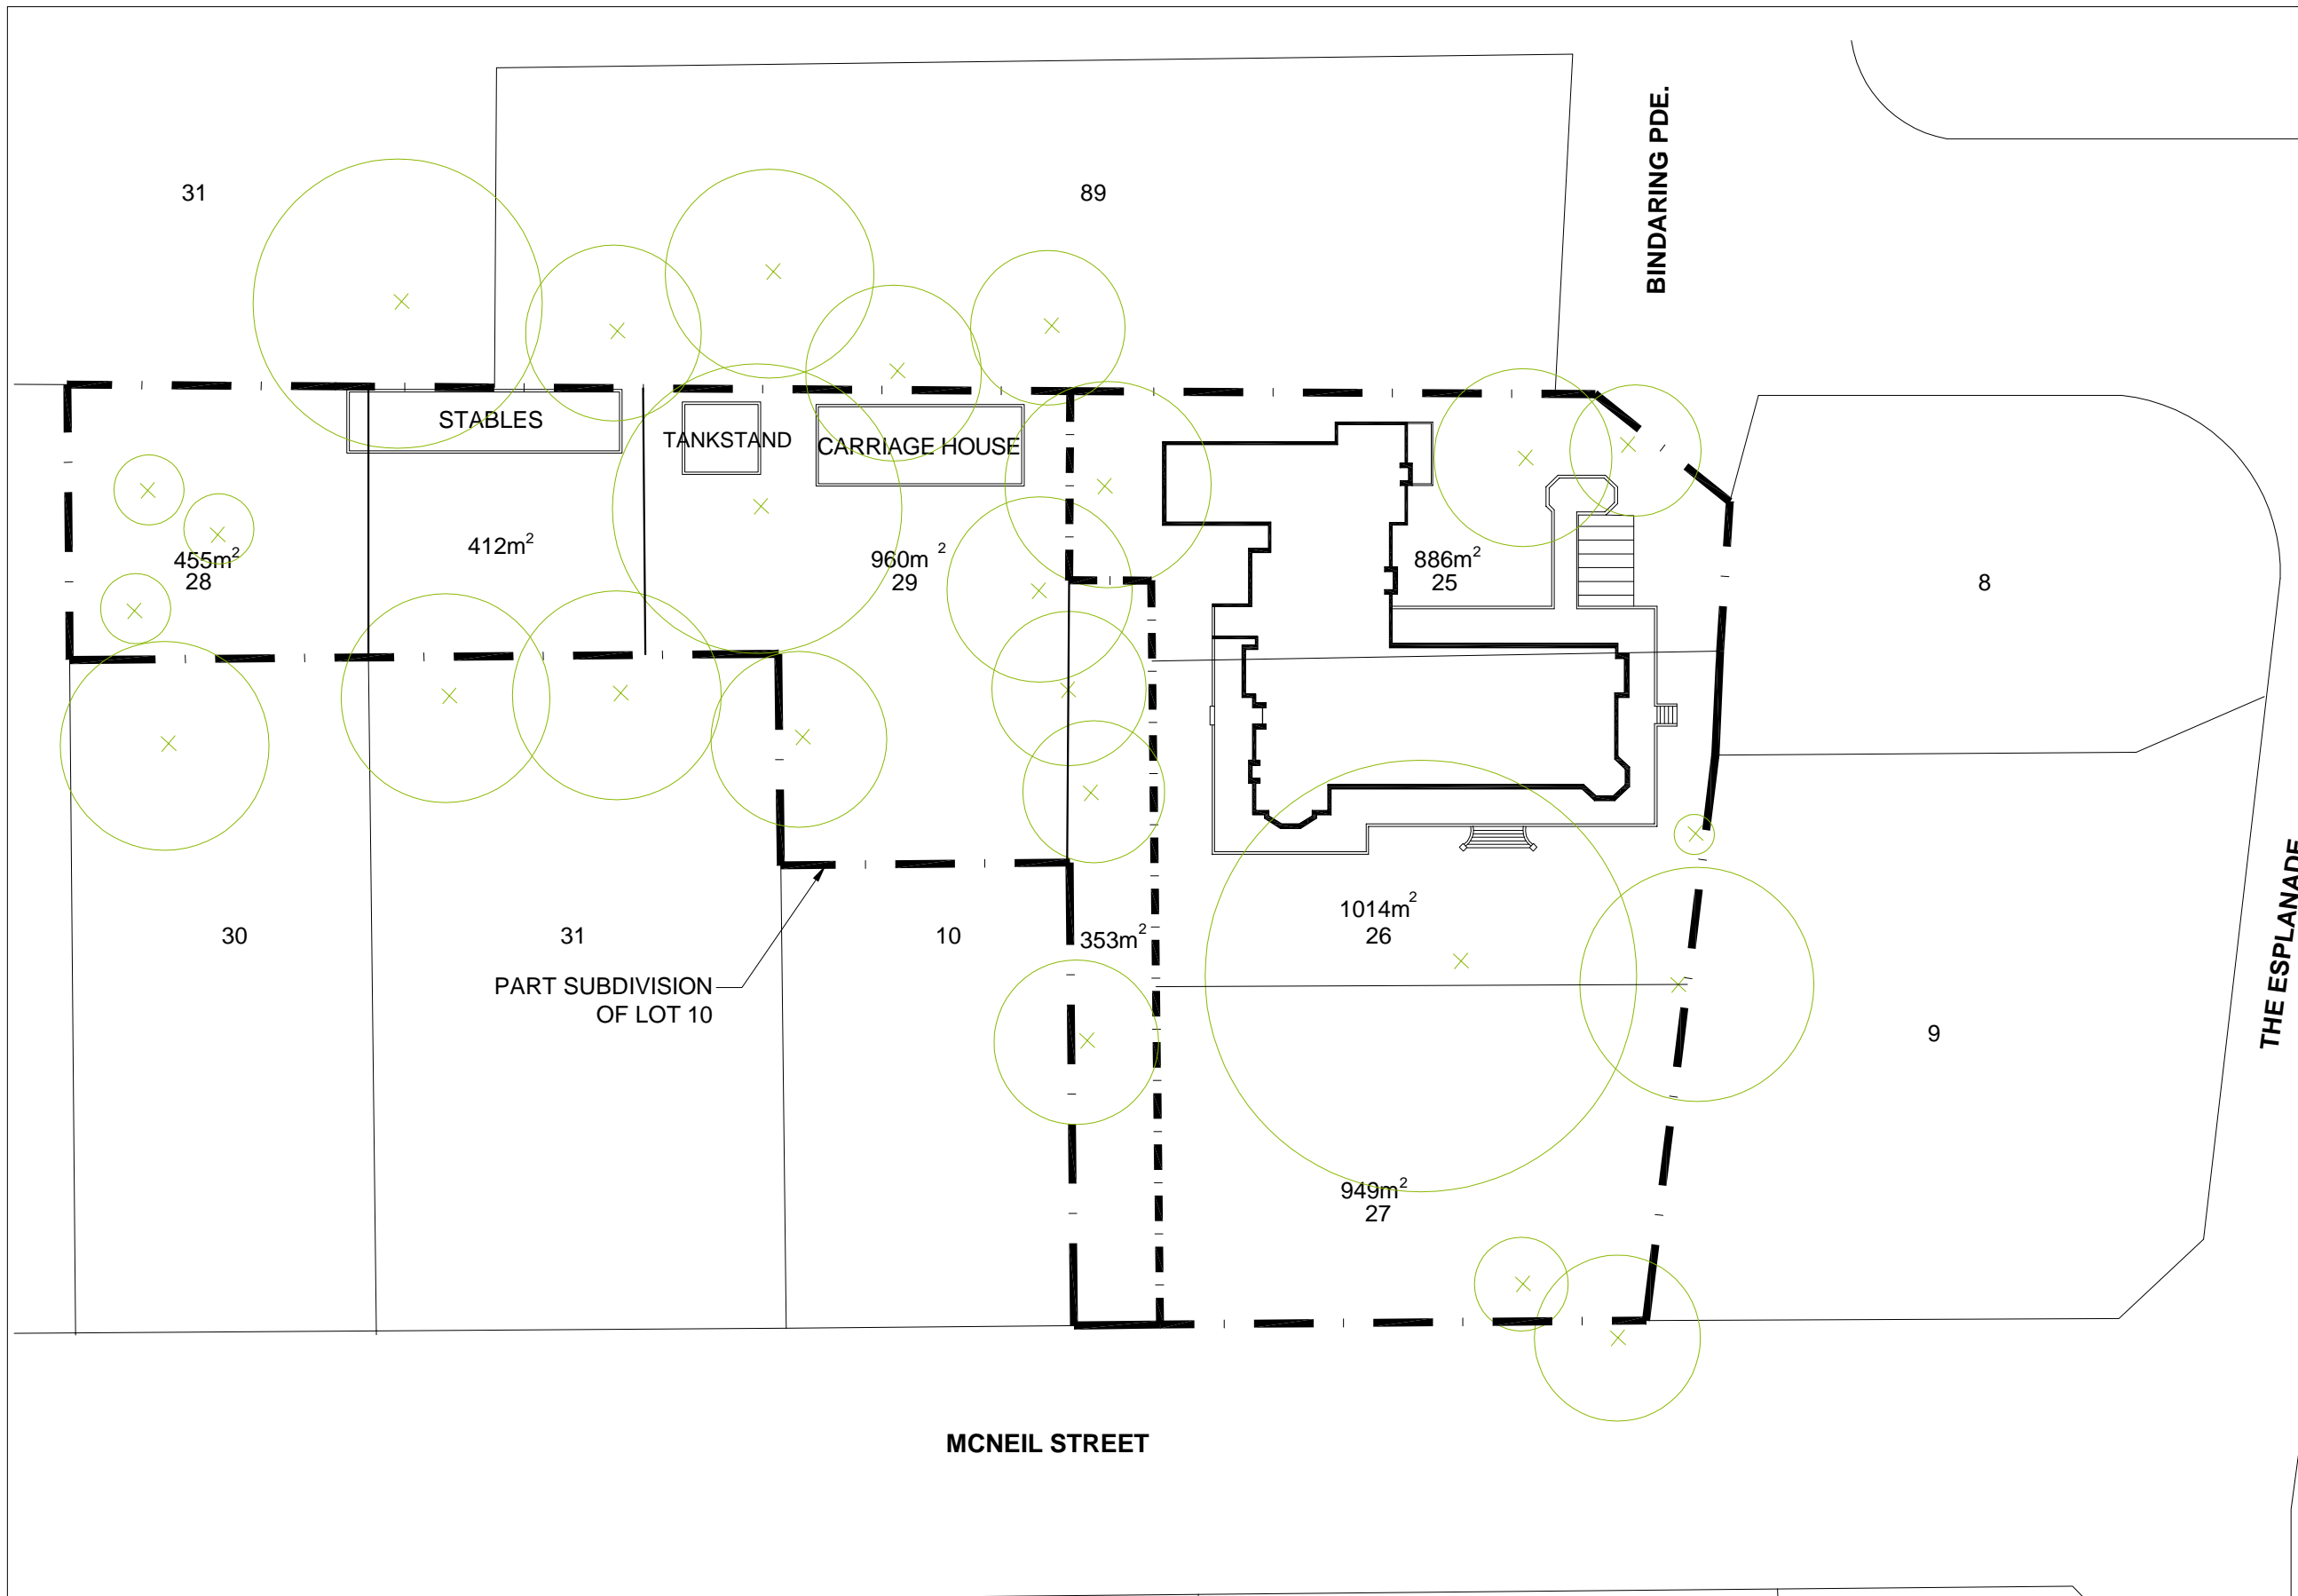 BINDARING PDE.
31
89
STABLES
TANKSTAND
CARRIAGE HOUSE
455m²
28
412m²
960m ²
29
886m²
25
8
30
31
10
353m²
1014m²
26
PART SUBDIVISION
OF LOT 10
9
THE ESPLANADE
949m²
27
MCNEIL STREET